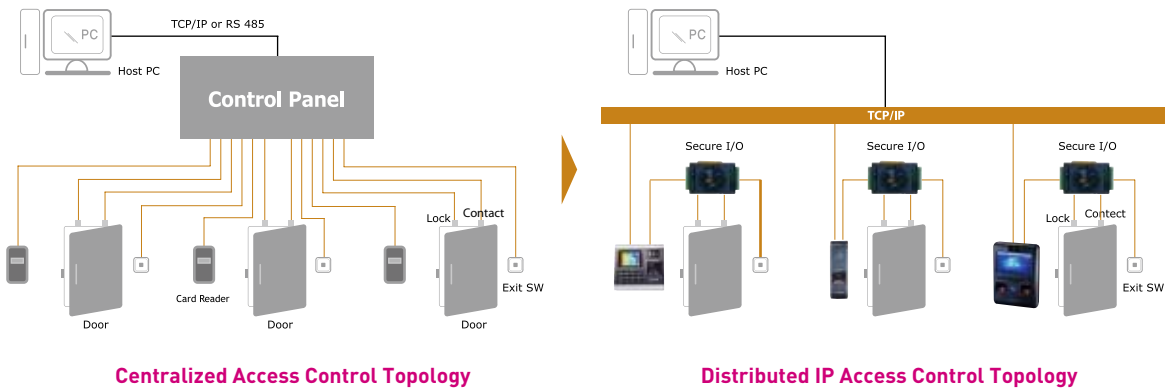 PC
TCP/IP or RS 485
Host PC
Control Panel
Lock
Contact
Card Reader
Exit SW
Door
Door
Door
Centralized Access Control Topology
PC
Host PC
TCP/IP
Secure I/O
Secure I/O
Secure I/O
Lock
Contect
Exit SW
Distributed IP Access Control Topology